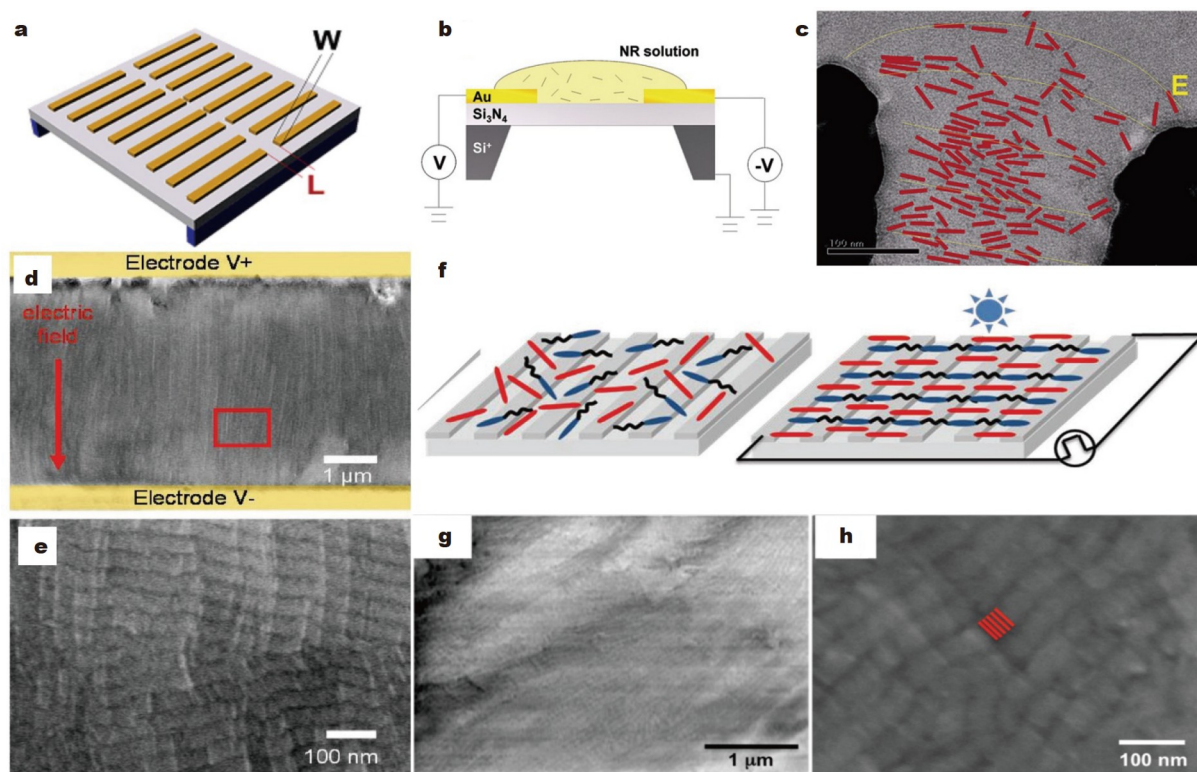 a
W
L
b
NR solution
Au
Si₃N₄
Si⁺
V
-V
c
E
100 nm
Electrode V+
d
electric
field
1 µm
Electrode V-
f
e
100 nm
g
1 µm
h
100 nm